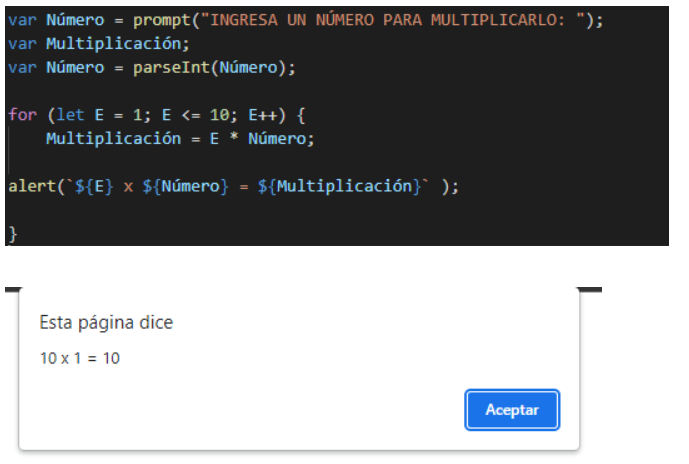 var Número = prompt("INGRESA UN NÚMERO PARA MULTIPLICARLO: ");
var Multiplicación;
var Número = parseInt(Número);
for (let E = 1; E <= 10; E++) {
    Multiplicación = E * Número;
alert(`${E} x ${Número} = ${Multiplicación}` );
}
Esta página dice
10 x 1 = 10
Aceptar